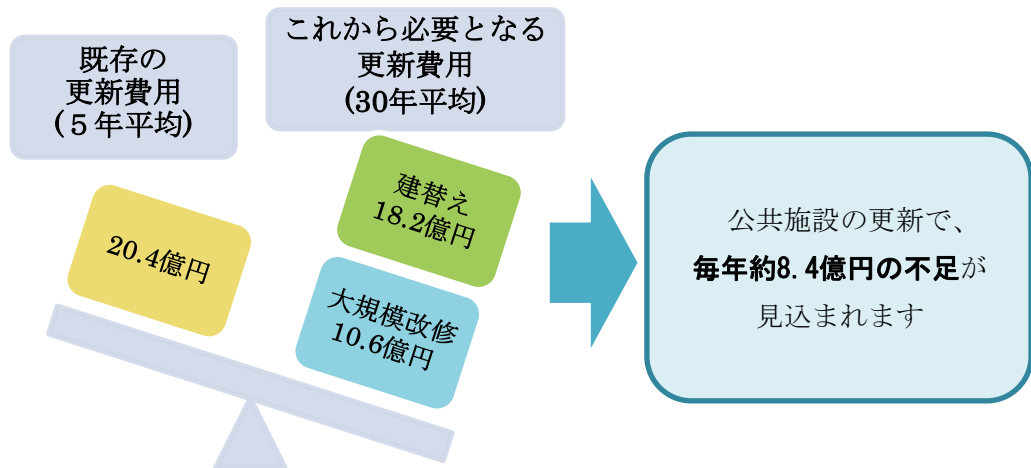 既存の
更新費用
(５年平均)
これから必要となる
更新費用
(30年平均)
20.4億円
建替え
18.2億円
大規模改修
10.6億円
公共施設の更新で、
毎年約8.4億円の不足が
見込まれます